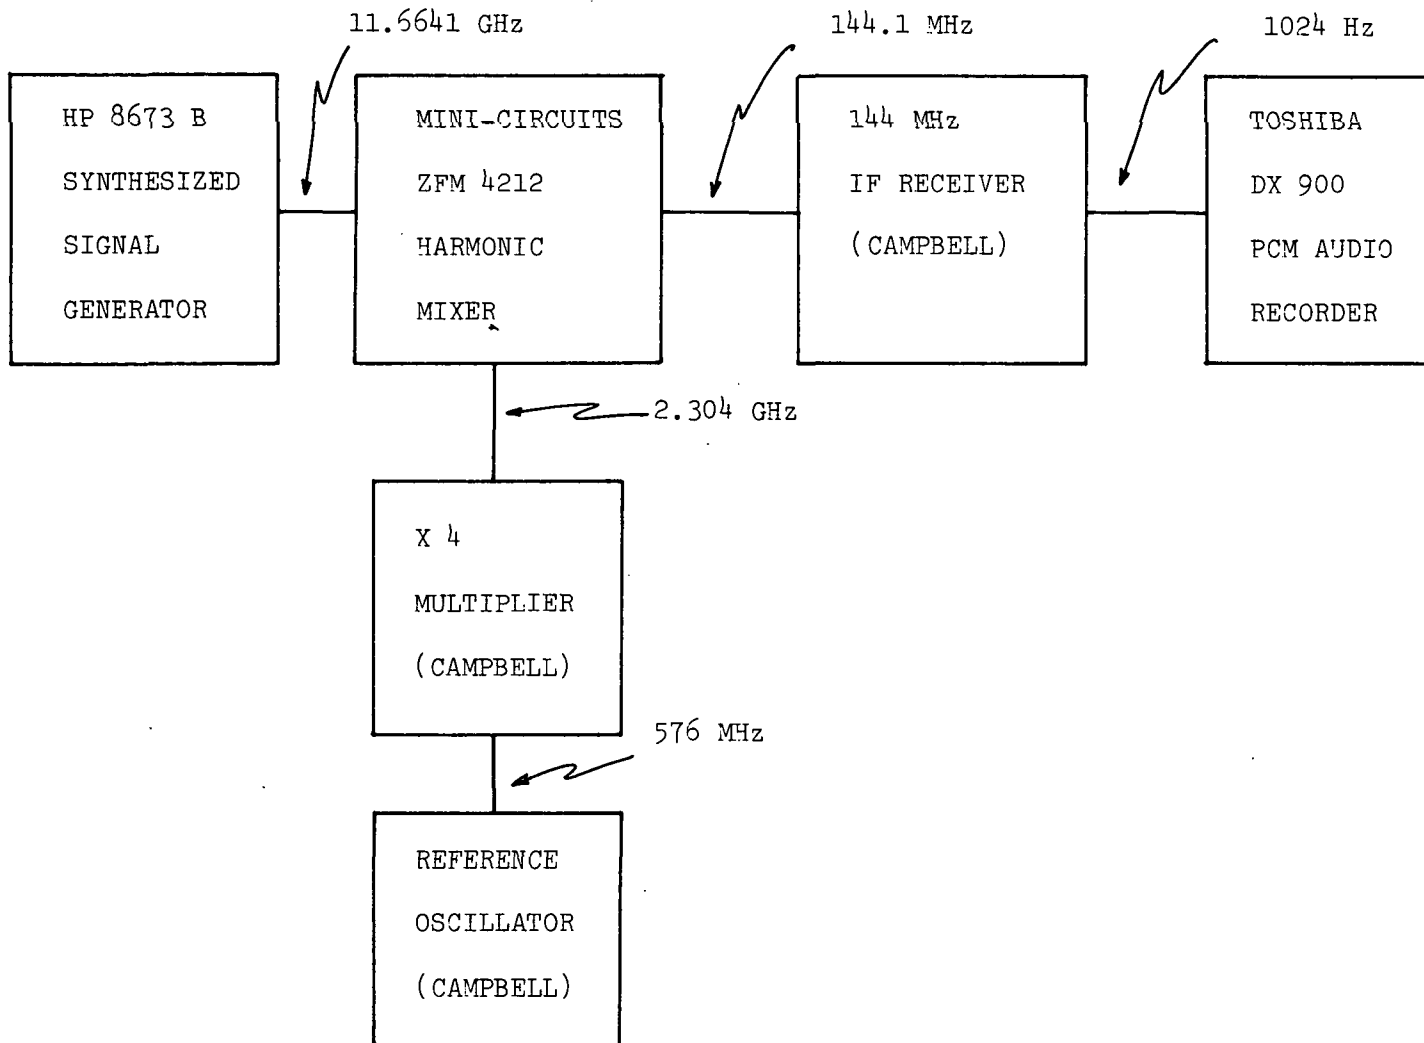 11.6641 GHz
144.1 MHz
1024 Hz
HP 8673 B
SYNTHESIZED
SIGNAL
GENERATOR
MINI-CIRCUITS
ZFM 4212
HARMONIC
MIXER
144 MHz
IF RECEIVER
(CAMPBELL)
TOSHIBA
DX 900
PCM AUDIO
RECORDER
2.304 GHz
X 4
MULTIPLIER
(CAMPBELL)
576 MHz
REFERENCE
OSCILLATOR
(CAMPBELL)